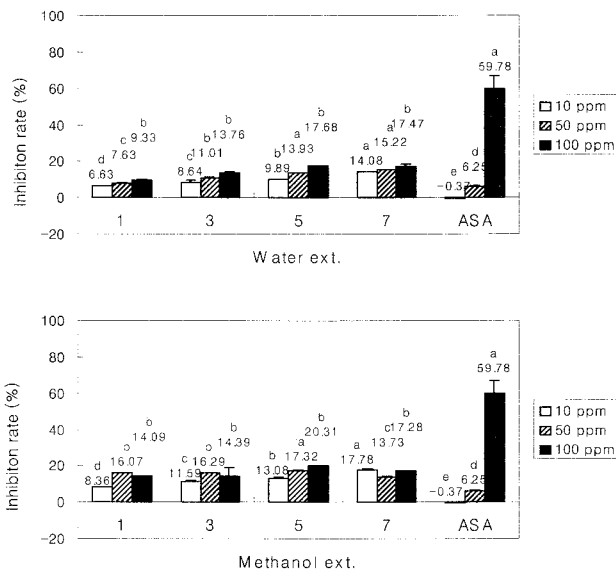 100
80
60
40
20
0
−20
Inhibiton rate (%)
d
6.63
c
7.63
b
9.33
c
8.64
b
11.01
b
13.76
b
9.89
a
13.93
b
17.68
a
14.08
a
15.22
b
17.47
e
−0.37
d
6.25
a
59.78
1 3 5 7 ASA
Water ext.
10 ppm
50 ppm
100 ppm
100
80
60
40
20
0
−20
Inhibiton rate (%)
d
8.36
b
16.07
b
14.09
c
11.59
b
16.29
b
14.39
b
13.08
a
17.32
b
20.31
a
17.78
c
13.73
b
17.28
e
−0.37
d
6.25
a
59.78
1 3 5 7 ASA
Methanol ext.
10 ppm
50 ppm
100 ppm